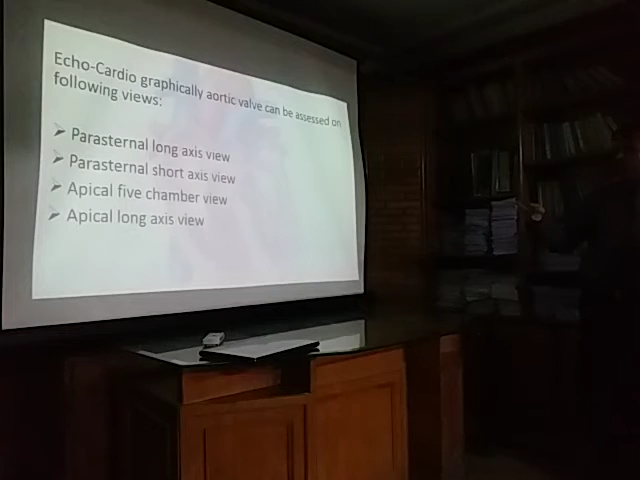 Echo-Cardio graphically aortic valve can be assessed on
following views:
➢ Parasternal long axis view
➢ Parasternal short axis view
➢ Apical five chamber view
➢ Apical long axis view